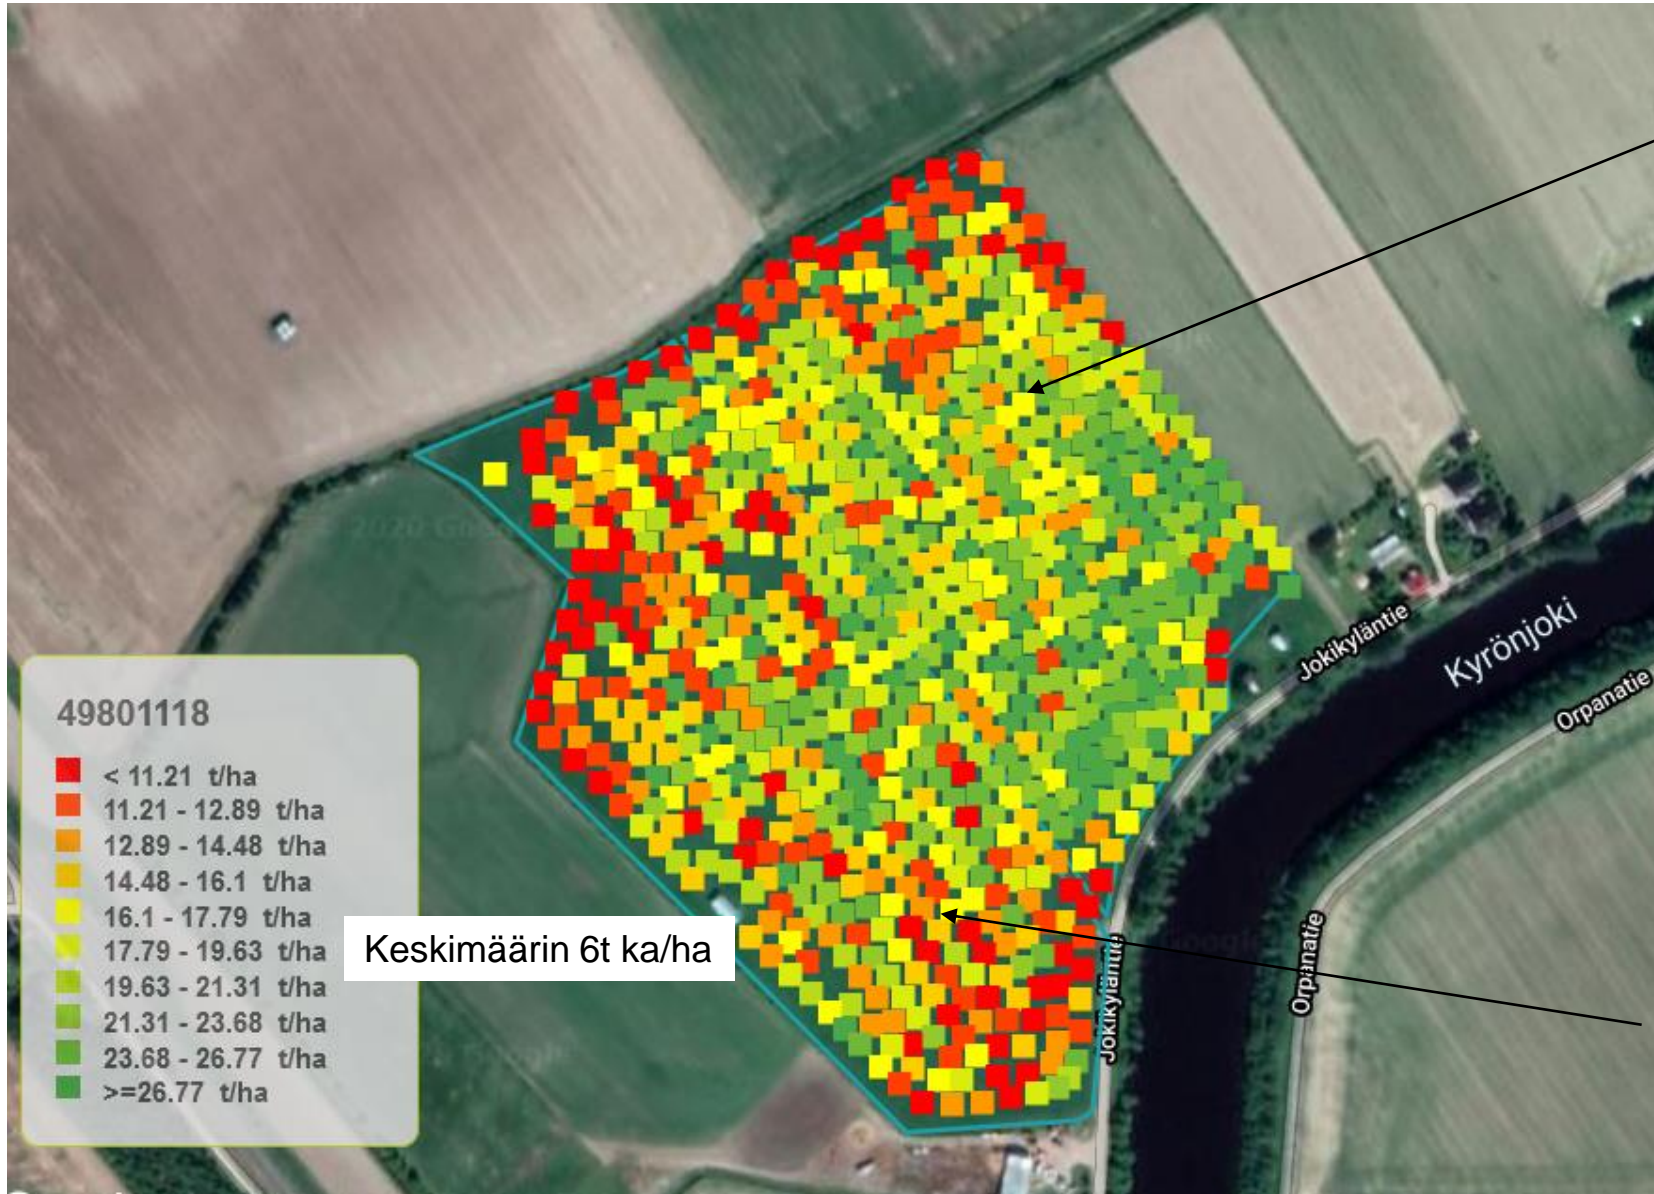 Jokikyläntie
Kyrönjoki
Orpanatie
49801118
< 11.21 t/ha
11.21 - 12.89 t/ha
12.89 - 14.48 t/ha
14.48 - 16.1 t/ha
16.1 - 17.79 t/ha
17.79 - 19.63 t/ha
19.63 - 21.31 t/ha
21.31 - 23.68 t/ha
23.68 - 26.77 t/ha
>=26.77 t/ha
Keskimäärin 6t ka/ha
Jokikyläntie
Orpanatie